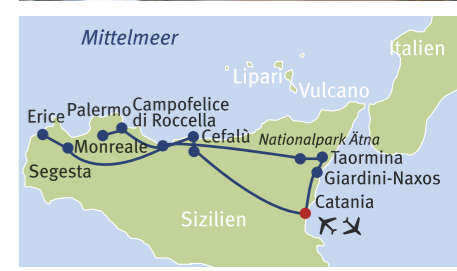 Mittelmeer
Italien
Lipari
Vulcano
Erice
Palermo
Campofelice
di Roccella
Cefalù
Nationalpark Ätna
Monreale
Taormina
Segesta
Giardini-Naxos
Catania
Sizilien